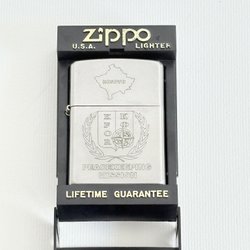 Zippo
U.S.A. LIGHTER
KOSOVO
KFOR
PEACEKEEPING
MISSION
LIFETIME GUARANTEE